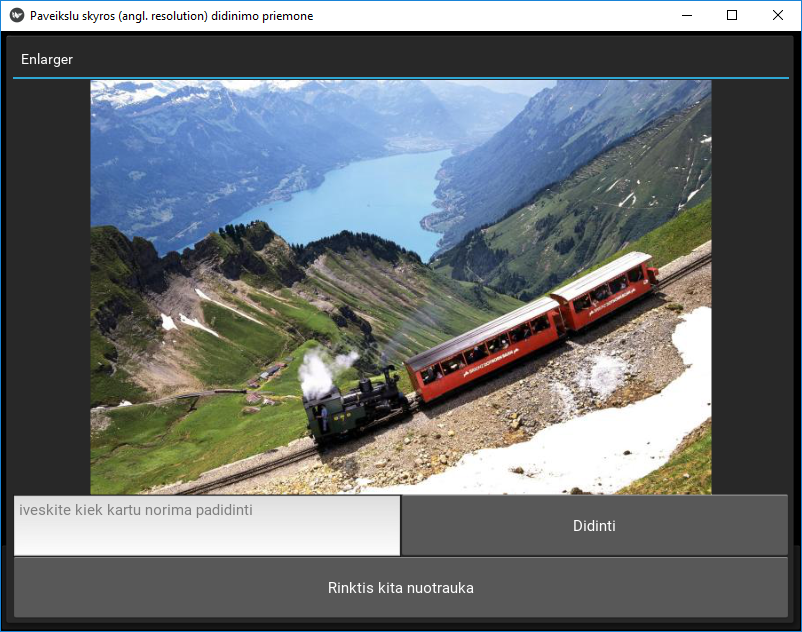 Paveikslu skyros (angl. resolution) didinimo priemone
Enlarger
iveskite kiek kartu norima padidinti
Didinti
Rinktis kita nuotrauka